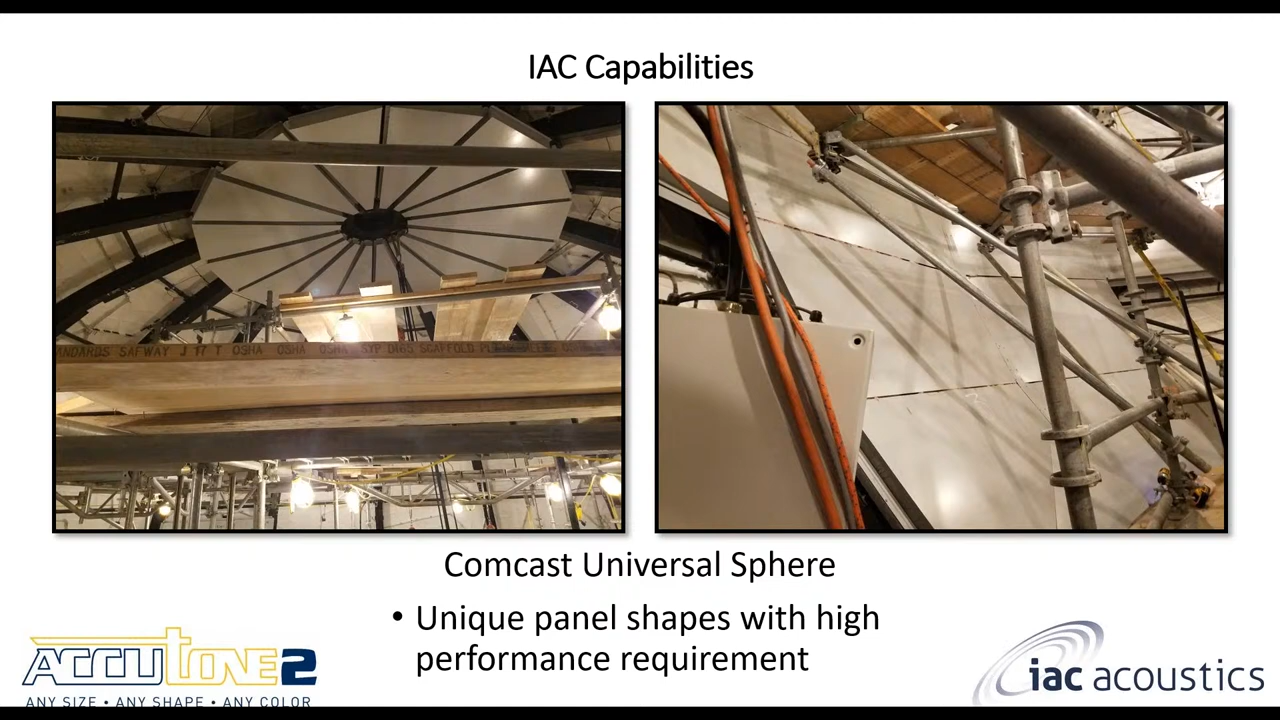 IAC Capabilities
ANDARDS SAFWAY J 17 T OSHA OSHA OSHA SYP DI65 SCAFFOLD
Comcast Universal Sphere
• Unique panel shapes with high
performance requirement
ACCUTONE2
ANY SIZE • ANY SHAPE • ANY COLOR
iac acoustics